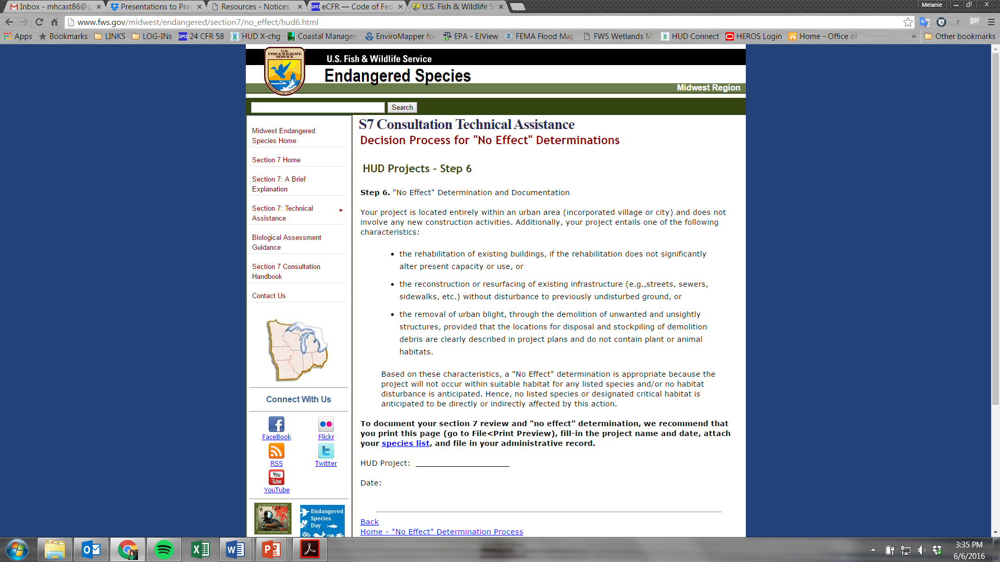 Inbox - mhcast86@g
Presentations to Prin
Resources - Notices
eCFR — Code of Fed
U.S. Fish & Wildlife S
Melanie
www.fws.gov/midwest/endangered/section7/no_effect/hud6.html
Apps
Bookmarks
LINKS
LOG-INs
GPO
24 CFR 58
HUD X-chg
Coastal Managem
EnviroMapper for
EPA - EJView
FEMA Flood Map
FWS Wetlands M
HUD Connect
HEROS Login
Home - Office of
»
Other bookmarks
U.S.
FISH & WILDLIFE
SERVICE
U.S. Fish & Wildlife Service
Endangered Species
Midwest Region
Search
Midwest Endangered
Species Home
Section 7 Home
Section 7: A Brief
Explanation
Section 7: Technical
Assistance
Biological Assessment
Guidance
Section 7 Consultation
Handbook
Contact Us
Connect With Us
FaceBook
Flickr
RSS
Twitter
You
Tube
YouTube
Endangered
Species
Day
S7 Consultation Technical Assistance
Decision Process for "No Effect" Determinations
HUD Projects - Step 6
Step 6. "No Effect" Determination and Documentation
Your project is located entirely within an urban area (incorporated village or city) and does not
involve any new construction activities. Additionally, your project entails one of the following
characteristics:
• the rehabilitation of existing buildings, if the rehabilitation does not significantly
alter present capacity or use, or
• the reconstruction or resurfacing of existing infrastructure (e.g.,streets, sewers,
sidewalks, etc.) without disturbance to previously undisturbed ground, or
• the removal of urban blight, through the demolition of unwanted and unsightly
structures, provided that the locations for disposal and stockpiling of demolition
debris are clearly described in project plans and do not contain plant or animal
habitats.
Based on these characteristics, a "No Effect" determination is appropriate because the
project will not occur within suitable habitat for any listed species and/or no habitat
disturbance is anticipated. Hence, no listed species or designated critical habitat is
anticipated to be directly or indirectly affected by this action.
To document your section 7 review and "no effect" determination, we recommend that
you print this page (go to File<Print Preview), fill-in the project name and date, attach
your species list, and file in your administrative record.
HUD Project: ____________________
Date:
Back
Home - "No Effect" Determination Process
3:35 PM
6/6/2016